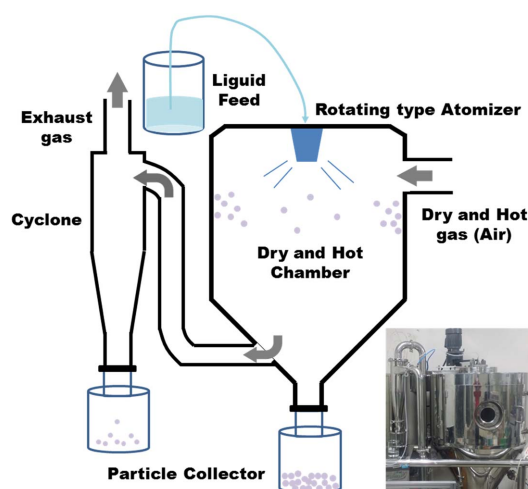 Liguid
Feed
Exhaust
gas
Rotating type Atomizer
Cyclone
Dry and Hot
gas (Air)
Dry and Hot
Chamber
Particle Collector